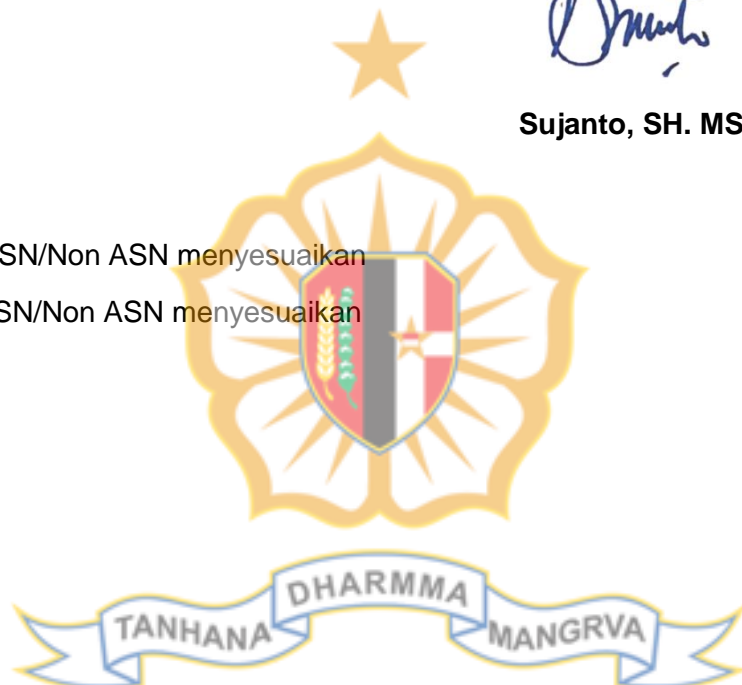 Sujanto, SH. MS
SN/Non ASN menyesuaikan
SN/Non ASN menyesuaikan
TANHANA DHARMMA MANGRVA